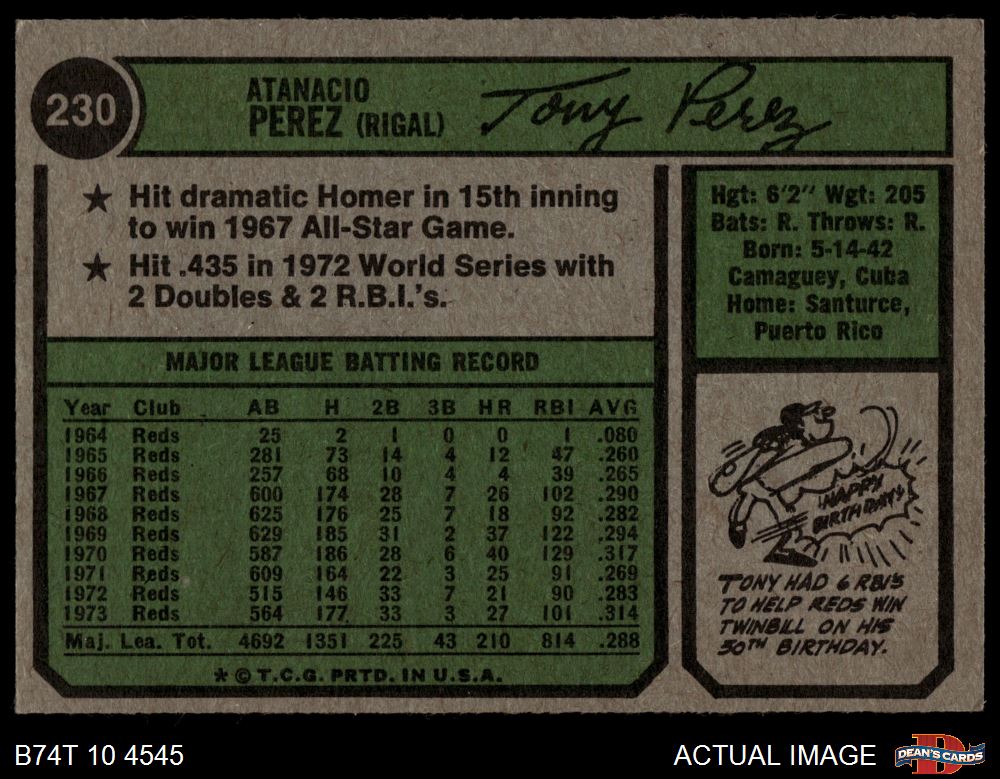 230
ATANACIO
PEREZ (RIGAL)
Tony Perez
★ Hit dramatic Homer in 15th inning
to win 1967 All-Star Game.
★ Hit .435 in 1972 World Series with
2 Doubles & 2 R.B.I.'s.
Hgt: 6'2" Wgt: 205
Bats: R. Throws: R.
Born: 5-14-42
Camaguey, Cuba
Home: Santurce,
Puerto Rico
MAJOR LEAGUE BATTING RECORD
Year Club AB H 2B 3B HR RBI AVG
1964 Reds 25 2 1 0 0 1 .080
1965 Reds 281 73 14 4 12 47 .260
1966 Reds 257 68 10 4 4 39 .265
1967 Reds 600 174 28 7 26 102 .290
1968 Reds 625 176 25 7 18 92 .282
1969 Reds 629 185 31 2 37 122 .294
1970 Reds 587 186 28 6 40 129 .317
1971 Reds 609 164 22 3 25 91 .269
1972 Reds 515 146 33 7 21 90 .283
1973 Reds 564 177 33 3 27 101 .314
Maj. Lea. Tot. 4692 1351 225 43 210 814 .288
* © T.C.G. PRTD. IN U.S.A.
HAPPY
BIRTHDAY!
TONY HAD 6 RBI'S
TO HELP REDS WIN
TWINBILL ON HIS
30TH BIRTHDAY.
B74T 10 4545
ACTUAL IMAGE
D
DEAN'S CARDS